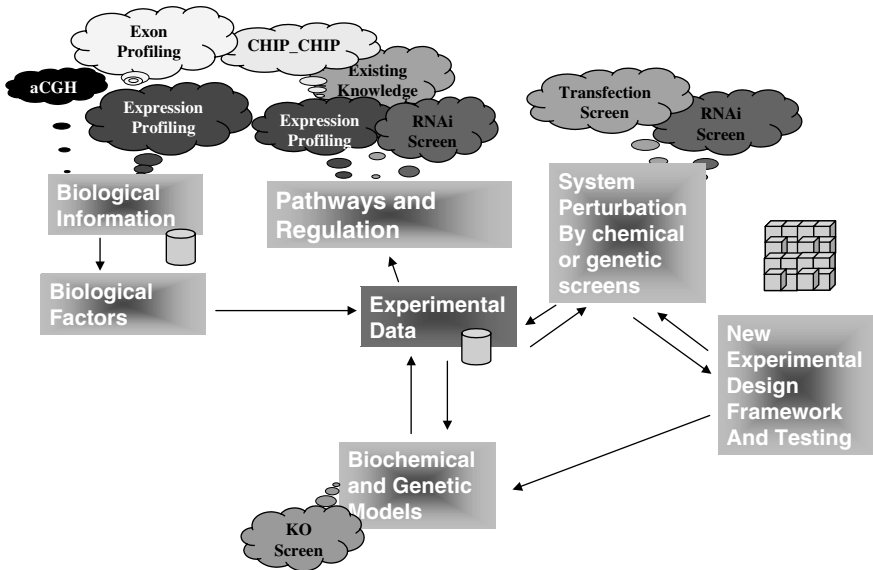 Exon
Profiling
CHIP_CHIP
aCGH
Existing
Knowledge
Expression
Profiling
Expression
Profiling
RNAi
Screen
Transfection
Screen
RNAi
Screen
Biological
Information
Pathways and
Regulation
System
Perturbation
By chemical
or genetic
screens
Biological
Factors
Experimental
Data
New
Experimental
Design
Framework
And Testing
Biochemical
and Genetic
Models
KO
Screen